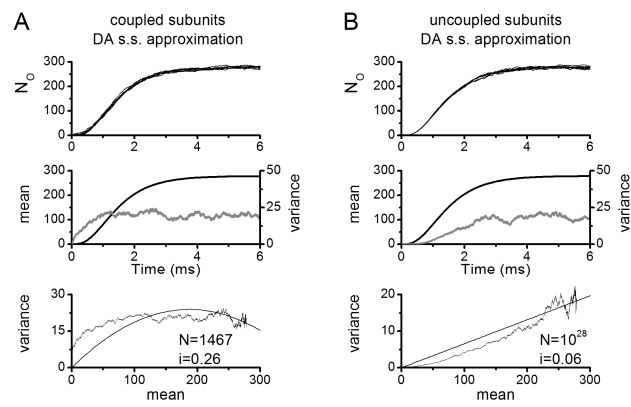 A
coupled subunits
DA s.s. approximation
B
uncoupled subunits
DA s.s. approximation
N_O
300
200
100
0
0 2 4 6
N_O
300
200
100
0
0 2 4 6
mean
300
200
100
0
50
25
0
variance
0 2 4 6
Time (ms)
mean
300
200
100
0
50
25
0
variance
0 2 4 6
Time (ms)
variance
30
15
0
N=1467
i=0.26
0 100 200 300
mean
variance
20
10
0
N=10^28
i=0.06
0 100 200 300
mean